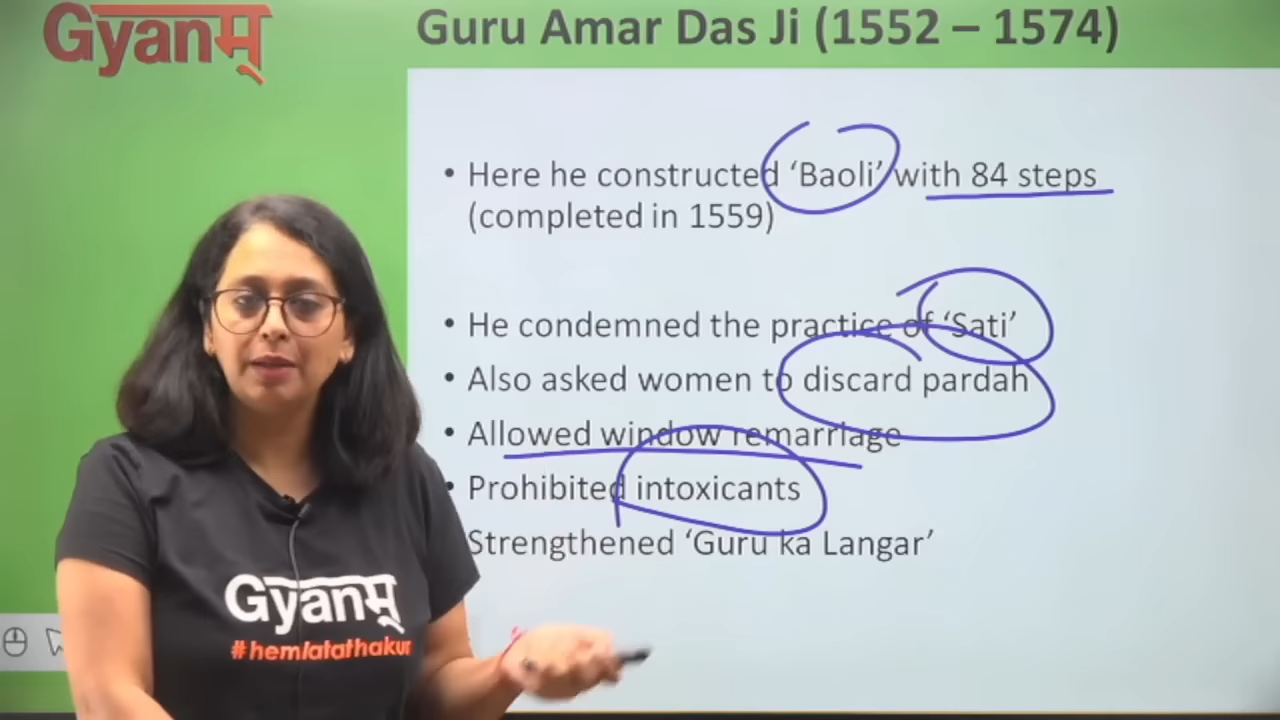 Gyanम्
Guru Amar Das Ji (1552 – 1574)
• Here he constructed ‘Baoli’ with 84 steps
(completed in 1559)
• He condemned the practice of ‘Sati’
• Also asked women to discard pardah
• Allowed window remarriage
• Prohibited intoxicants
Strengthened ‘Guru ka Langar’
Gyanम्
#hemlatathakur